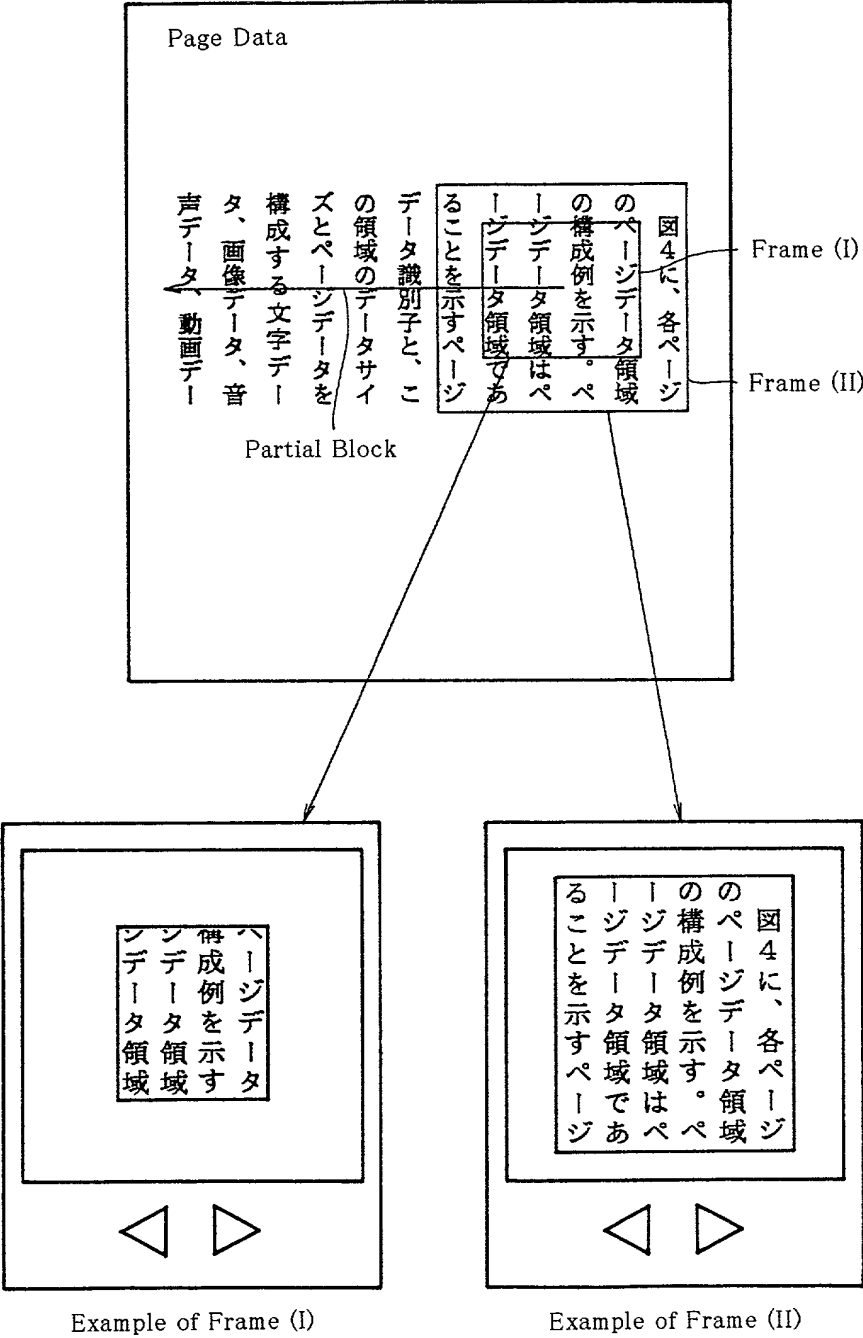 Page Data
図4に、各ページ
のページデータ領域
の構成例を示す。ペ
ージデータ領域はペ
ージデータ領域であ
ることを示すページ
データ識別子と、こ
の領域のデータサイ
ズとページデータを
構成する文字デー
タ、画像データ、音
声データ、動画デー
Frame (I)
Frame (II)
Partial Block
ページデータ
構成例を示す
ンデータ領域
ンデータ領域
Example of Frame (I)
図4に、各ページ
のページデータ領域
の構成例を示す。ペ
ージデータ領域はペ
ージデータ領域であ
ることを示すページ
Example of Frame (II)